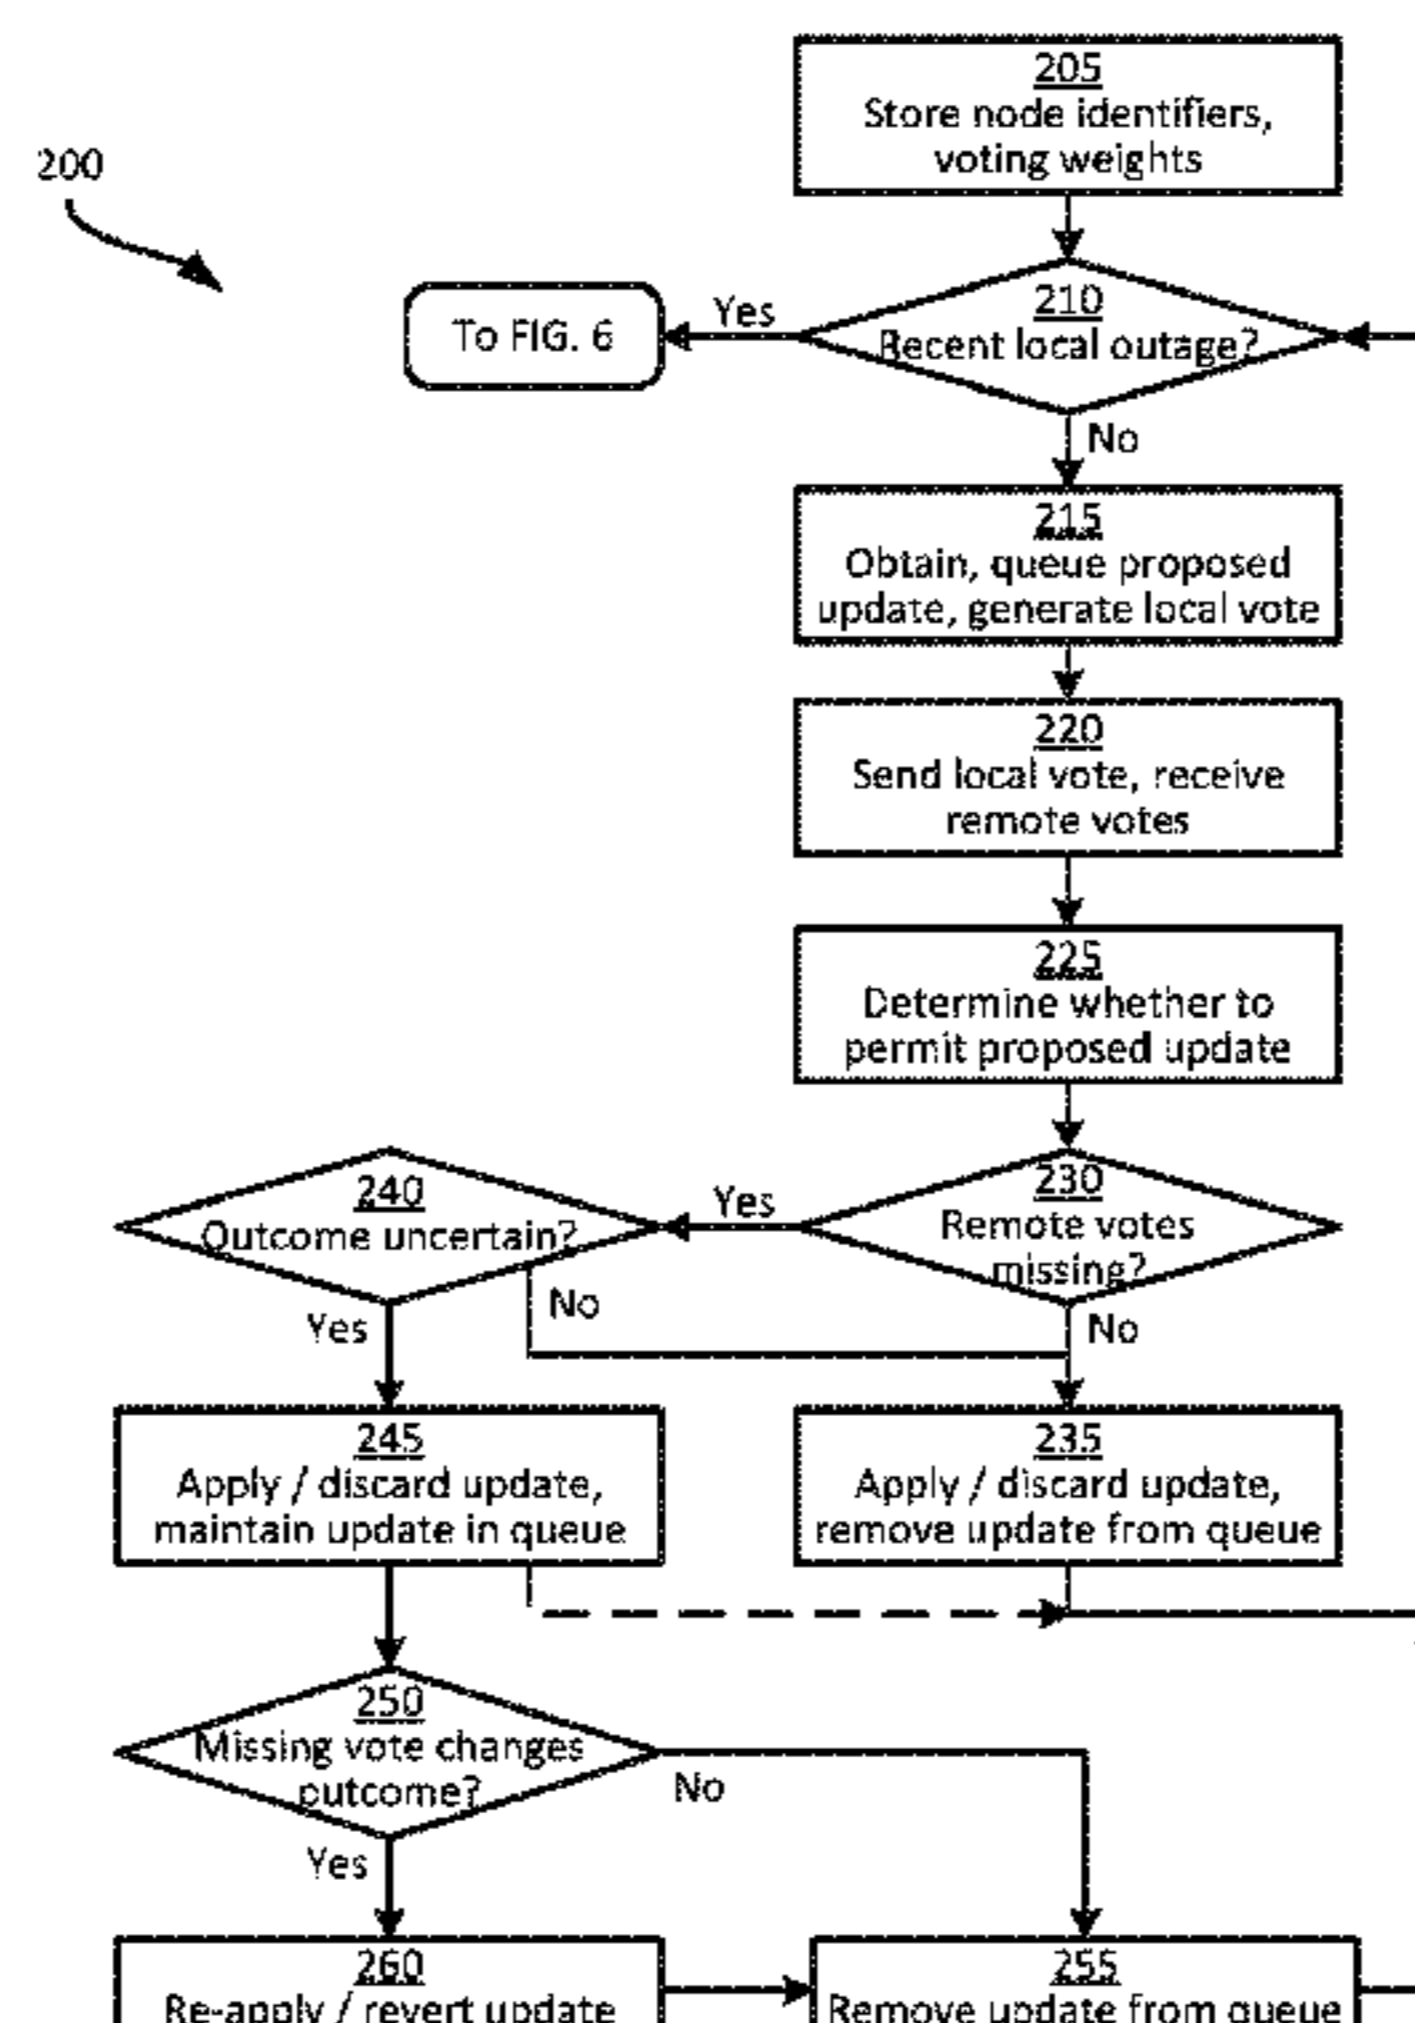 205
Store node identifiers,
voting weights
200
210
Recent local outage?
Yes
To FIG. 6
No
215
Obtain, queue proposed
update, generate local vote
220
Send local vote, receive
remote votes
225
Determine whether to
permit proposed update
230
Remote votes
missing?
Yes
240
Outcome uncertain?
No
Yes
No
245
Apply / discard update,
maintain update in queue
235
Apply / discard update,
remove update from queue
250
Missing vote changes
outcome?
No
Yes
260
Re-apply / revert update
255
Remove update from queue